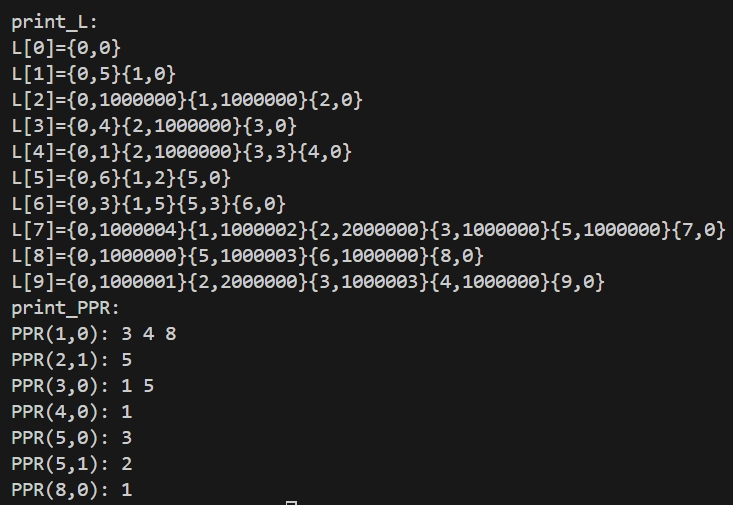 print_L:
L[0]={0,0}
L[1]={0,5}{1,0}
L[2]={0,1000000}{1,1000000}{2,0}
L[3]={0,4}{2,1000000}{3,0}
L[4]={0,1}{2,1000000}{3,3}{4,0}
L[5]={0,6}{1,2}{5,0}
L[6]={0,3}{1,5}{5,3}{6,0}
L[7]={0,1000004}{1,1000002}{2,2000000}{3,1000000}{5,1000000}{7,0}
L[8]={0,1000000}{5,1000003}{6,1000000}{8,0}
L[9]={0,1000001}{2,2000000}{3,1000003}{4,1000000}{9,0}
print_PPR:
PPR(1,0): 3 4 8
PPR(2,1): 5
PPR(3,0): 1 5
PPR(4,0): 1
PPR(5,0): 3
PPR(5,1): 2
PPR(8,0): 1